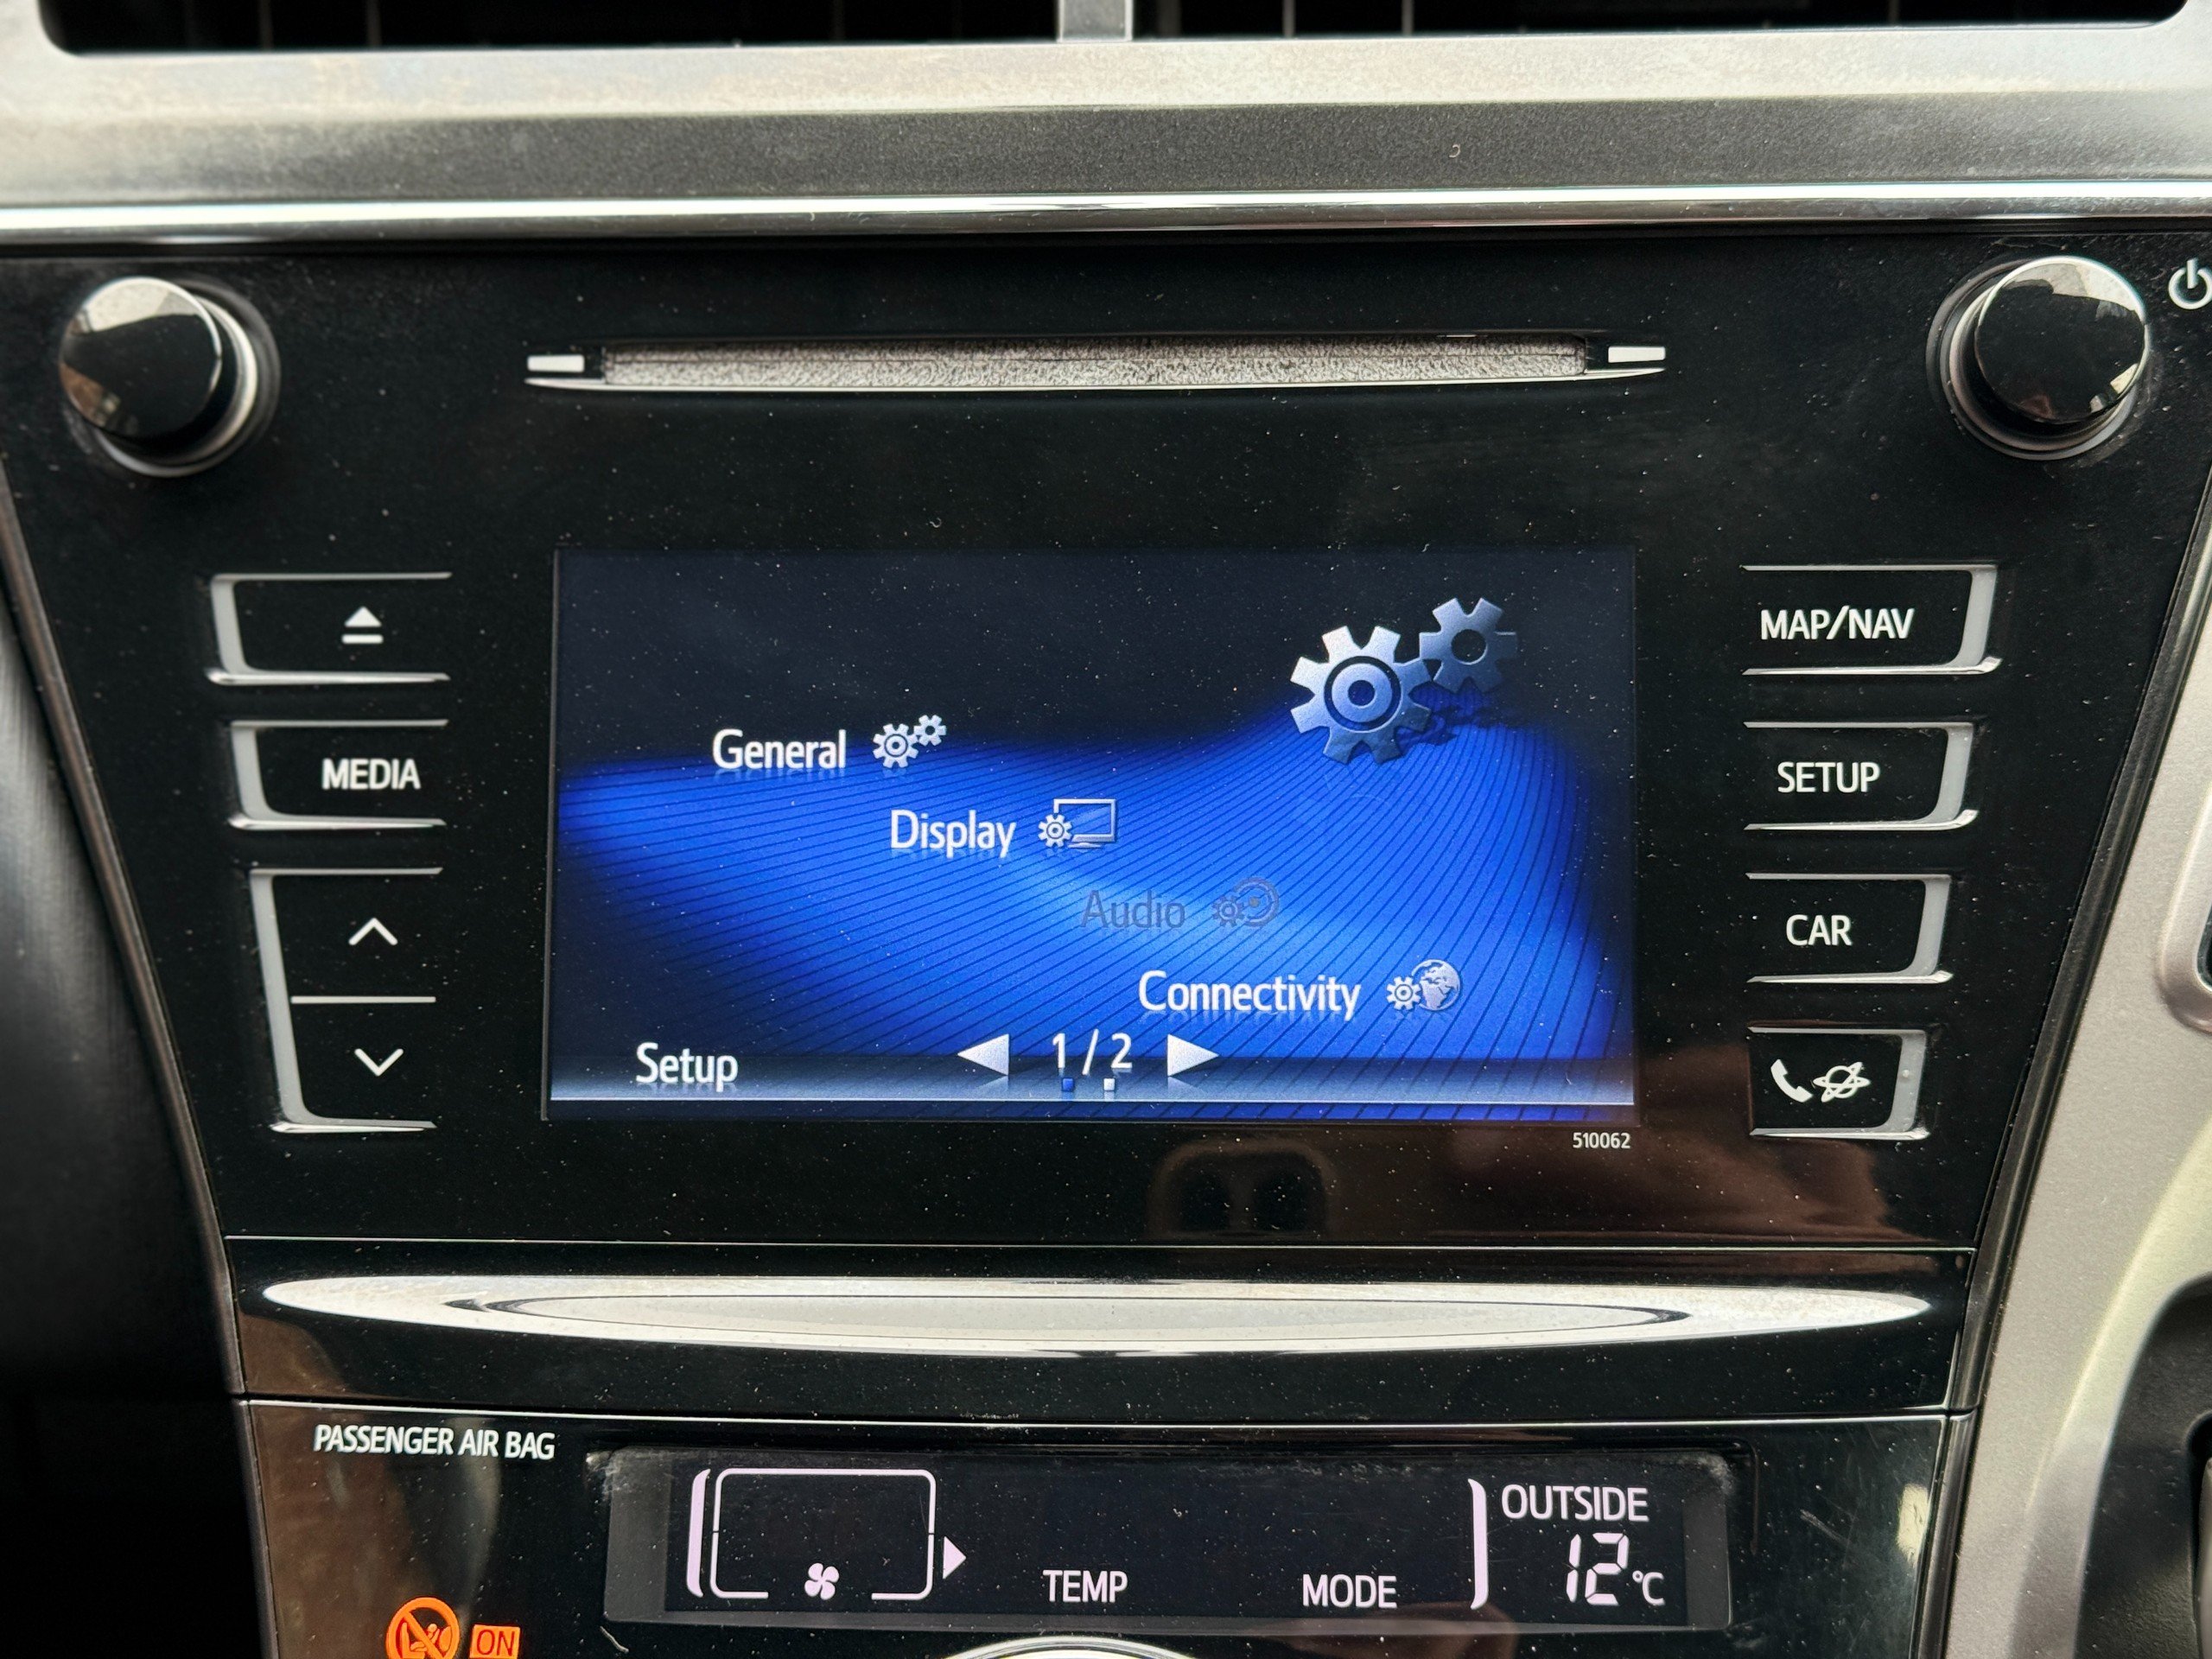 MAP/NAV
General
MEDIA
SETUP
Display
Audio
CAR
Connectivity
Setup
1 / 2
510062
PASSENGER AIR BAG
OUTSIDE
12°C
TEMP
MODE
ON